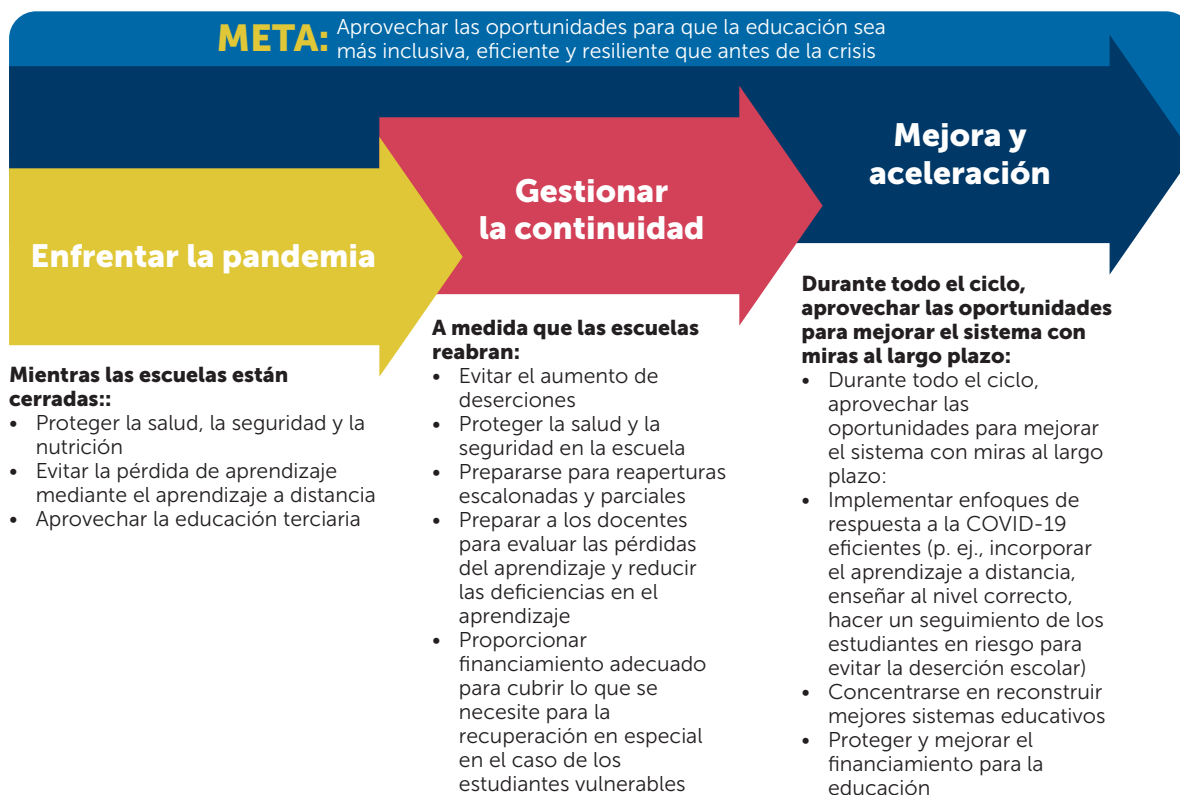 META: Aprovechar las oportunidades para que la educación sea
más inclusiva, eficiente y resiliente que antes de la crisis
Enfrentar la pandemia
Mientras las escuelas están
cerradas::
• Proteger la salud, la seguridad y la
nutrición
• Evitar la pérdida de aprendizaje
mediante el aprendizaje a distancia
• Aprovechar la educación terciaria
Gestionar
la continuidad
A medida que las escuelas
reabran:
• Evitar el aumento de
deserciones
• Proteger la salud y la
seguridad en la escuela
• Prepararse para reaperturas
escalonadas y parciales
• Preparar a los docentes
para evaluar las pérdidas
del aprendizaje y reducir
las deficiencias en el
aprendizaje
• Proporcionar
financiamiento adecuado
para cubrir lo que se
necesite para la
recuperación en especial
en el caso de los
estudiantes vulnerables
Mejora y
aceleración
Durante todo el ciclo,
aprovechar las oportunidades
para mejorar el sistema con
miras al largo plazo:
• Durante todo el ciclo,
aprovechar las
oportunidades para mejorar
el sistema con miras al largo
plazo:
• Implementar enfoques de
respuesta a la COVID-19
eficientes (p. ej., incorporar
el aprendizaje a distancia,
enseñar al nivel correcto,
hacer un seguimiento de los
estudiantes en riesgo para
evitar la deserción escolar)
• Concentrarse en reconstruir
mejores sistemas educativos
• Proteger y mejorar el
financiamiento para la
educación